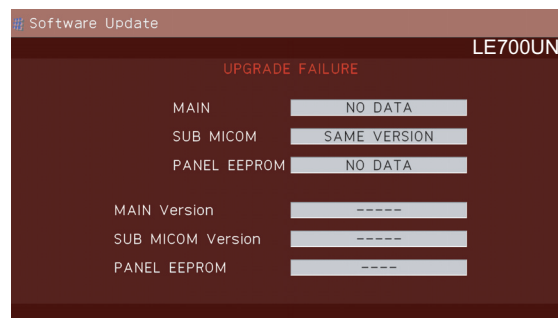 # Software Update
LE700UN
UPGRADE FAILURE
MAIN NO DATA
SUB MICOM SAME VERSION
PANEL EEPROM NO DATA
MAIN Version -----
SUB MICOM Version -----
PANEL EEPROM ----